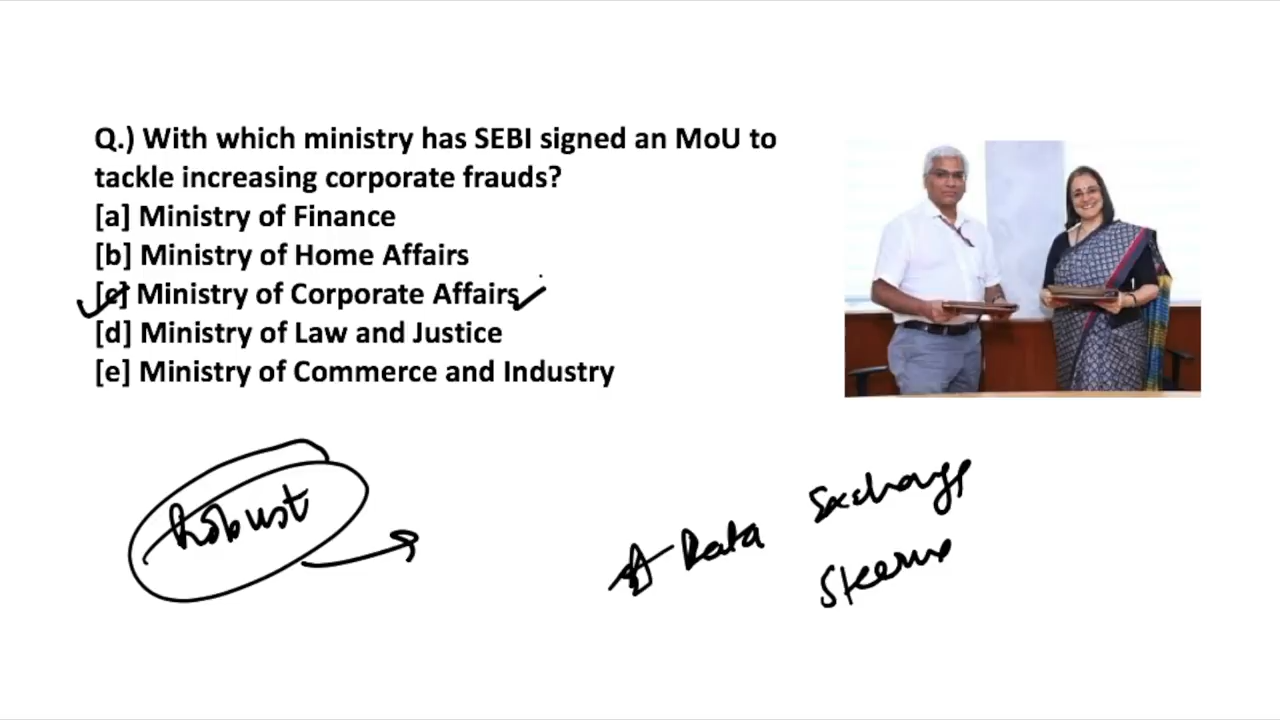 Q.) With which ministry has SEBI signed an MoU to
tackle increasing corporate frauds?
[a] Ministry of Finance
[b] Ministry of Home Affairs
[c] Ministry of Corporate Affairs
[d] Ministry of Law and Justice
[e] Ministry of Commerce and Industry
Robust
Data Exchange